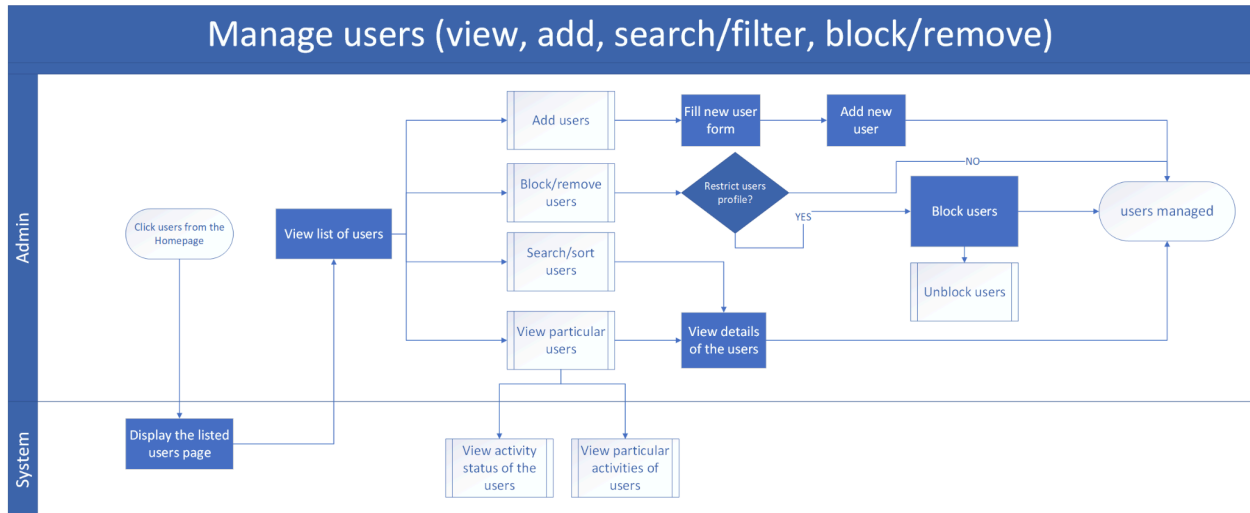 Manage users (view, add, search/filter, block/remove)
Admin
Click users from the
Homepage
View list of users
Add users
Fill new user
form
Add new
user
Block/remove
users
Restrict users
profile?
NO
YES
Block users
users managed
Search/sort
users
Unblock users
View particular
users
View details
of the users
System
Display the listed
users page
View activity
status of the
users
View particular
activities of
users